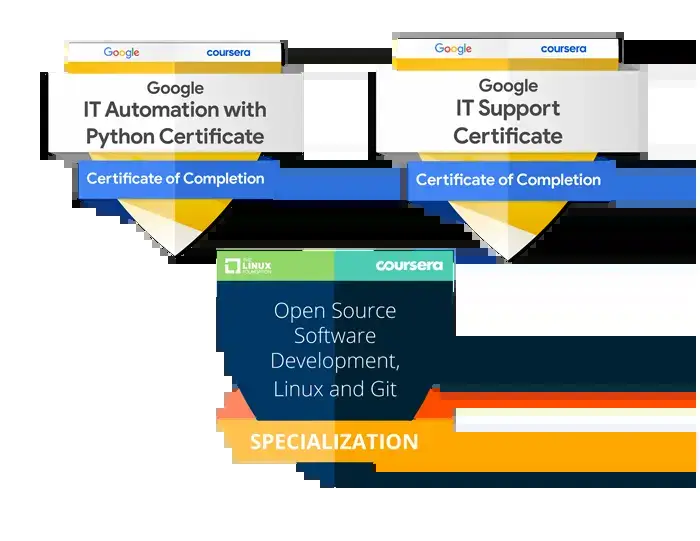 Google coursera
Google
IT Automation with
Python Certificate
Certificate of Completion
Google coursera
Google
IT Support
Certificate
Certificate of Completion
THE
LINUX
FOUNDATION
coursera
Open Source
Software
Development,
Linux and Git
SPECIALIZATION